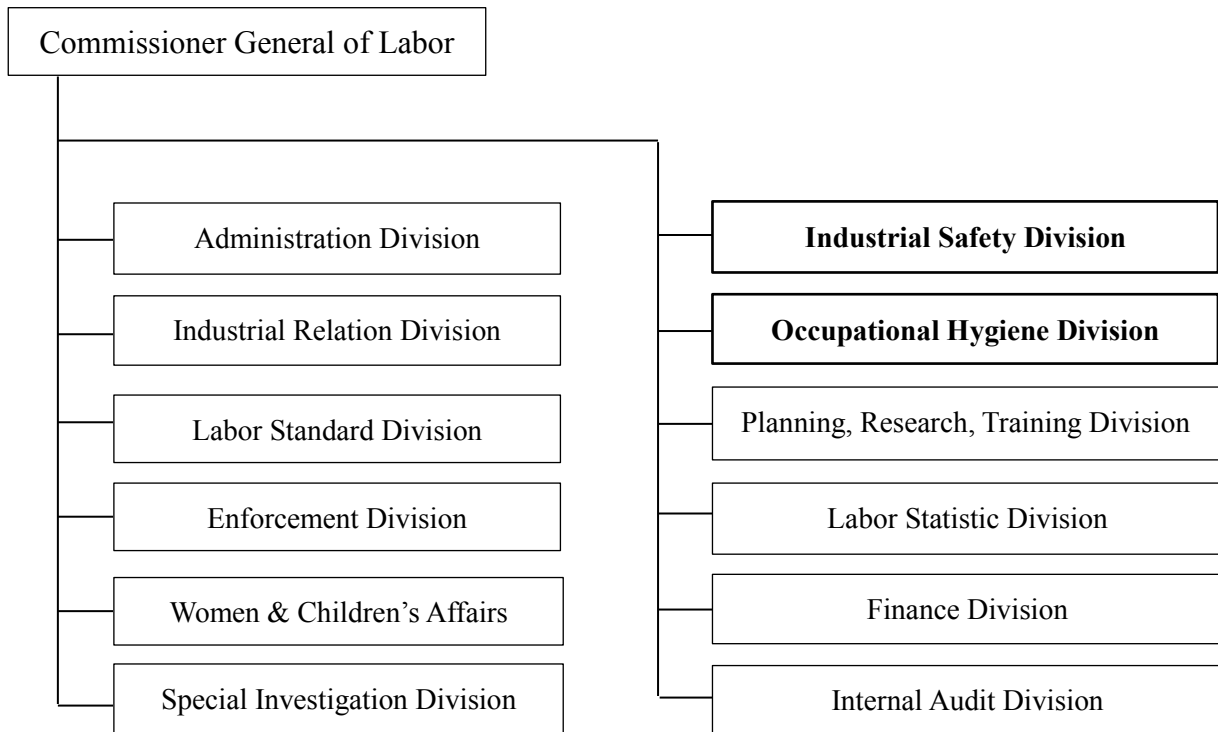 Commissioner General of Labor
Administration Division
Industrial Relation Division
Labor Standard Division
Enforcement Division
Women & Children’s Affairs
Special Investigation Division
Industrial Safety Division
Occupational Hygiene Division
Planning, Research, Training Division
Labor Statistic Division
Finance Division
Internal Audit Division